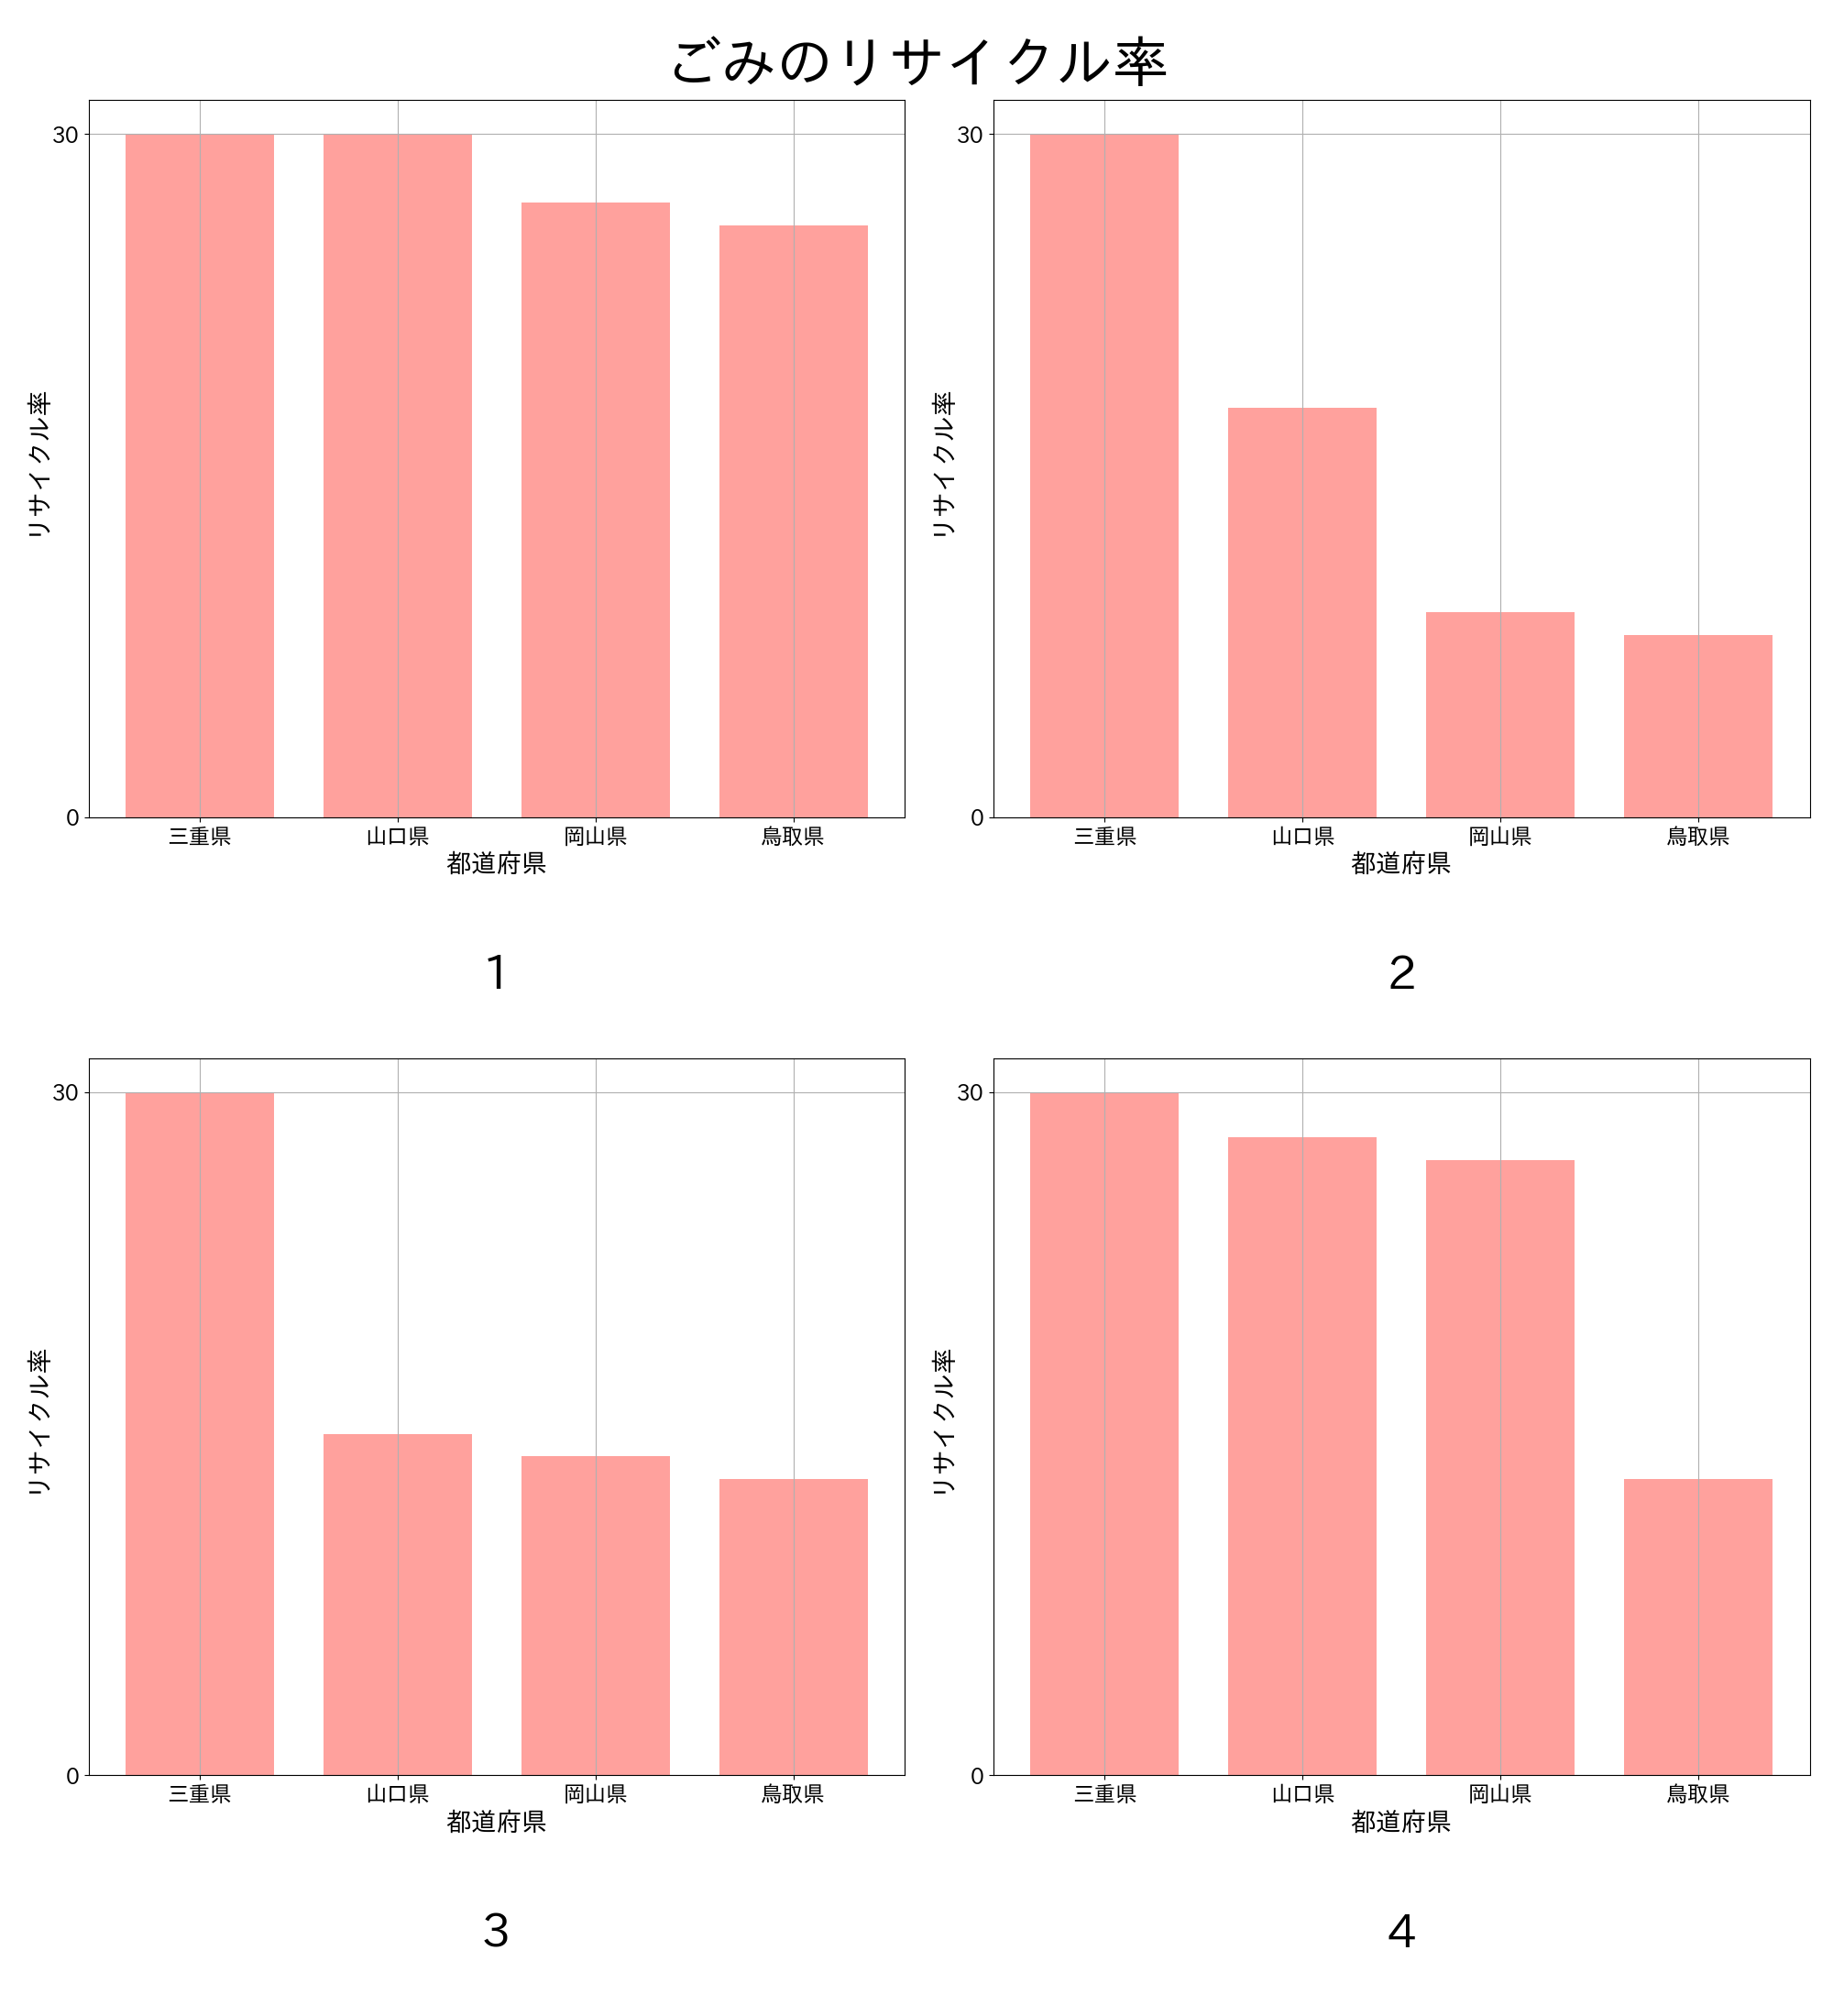 ごみのリサイクル率
30
0
リサイクル率
三重県 山口県 岡山県 鳥取県
都道府県
1
30
0
リサイクル率
三重県 山口県 岡山県 鳥取県
都道府県
2
30
0
リサイクル率
三重県 山口県 岡山県 鳥取県
都道府県
3
30
0
リサイクル率
三重県 山口県 岡山県 鳥取県
都道府県
4